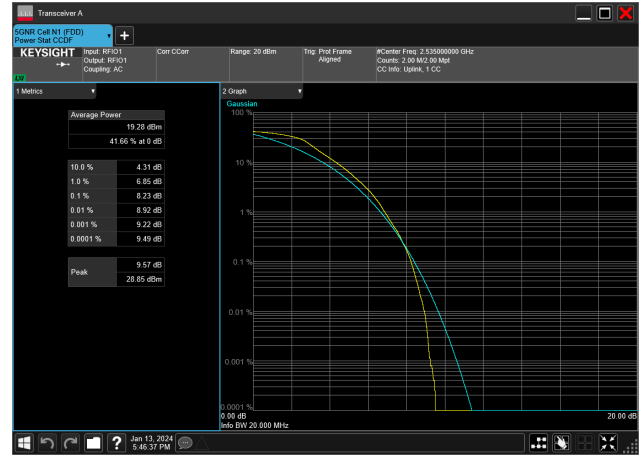 Transceiver A
5GNR Cell N1 (FDD)
Power Stat CCDF
KEYSIGHT
Input: RFIO1
Output: RFIO1
Coupling: AC
Corr CCorr
Range: 20 dBm
Trig: Prot Frame
Aligned
#Center Freq: 2.535000000 GHz
Counts: 2.00 M/2.00 Mpt
CC Info: Uplink, 1 CC
1 Metrics
Average Power
19.28 dBm
41.66 % at 0 dB
10.0 % 4.31 dB
1.0 % 6.85 dB
0.1 % 8.23 dB
0.01 % 8.92 dB
0.001 % 9.22 dB
0.0001 % 9.49 dB
Peak
9.57 dB
28.85 dBm
2 Graph
Gaussian
100 %
10 %
1 %
0.1 %
0.01 %
0.001 %
0.0001 %
0.00 dB
20.00 dB
Info BW 20.000 MHz
?
Jan 13, 2024
5:46:37 PM